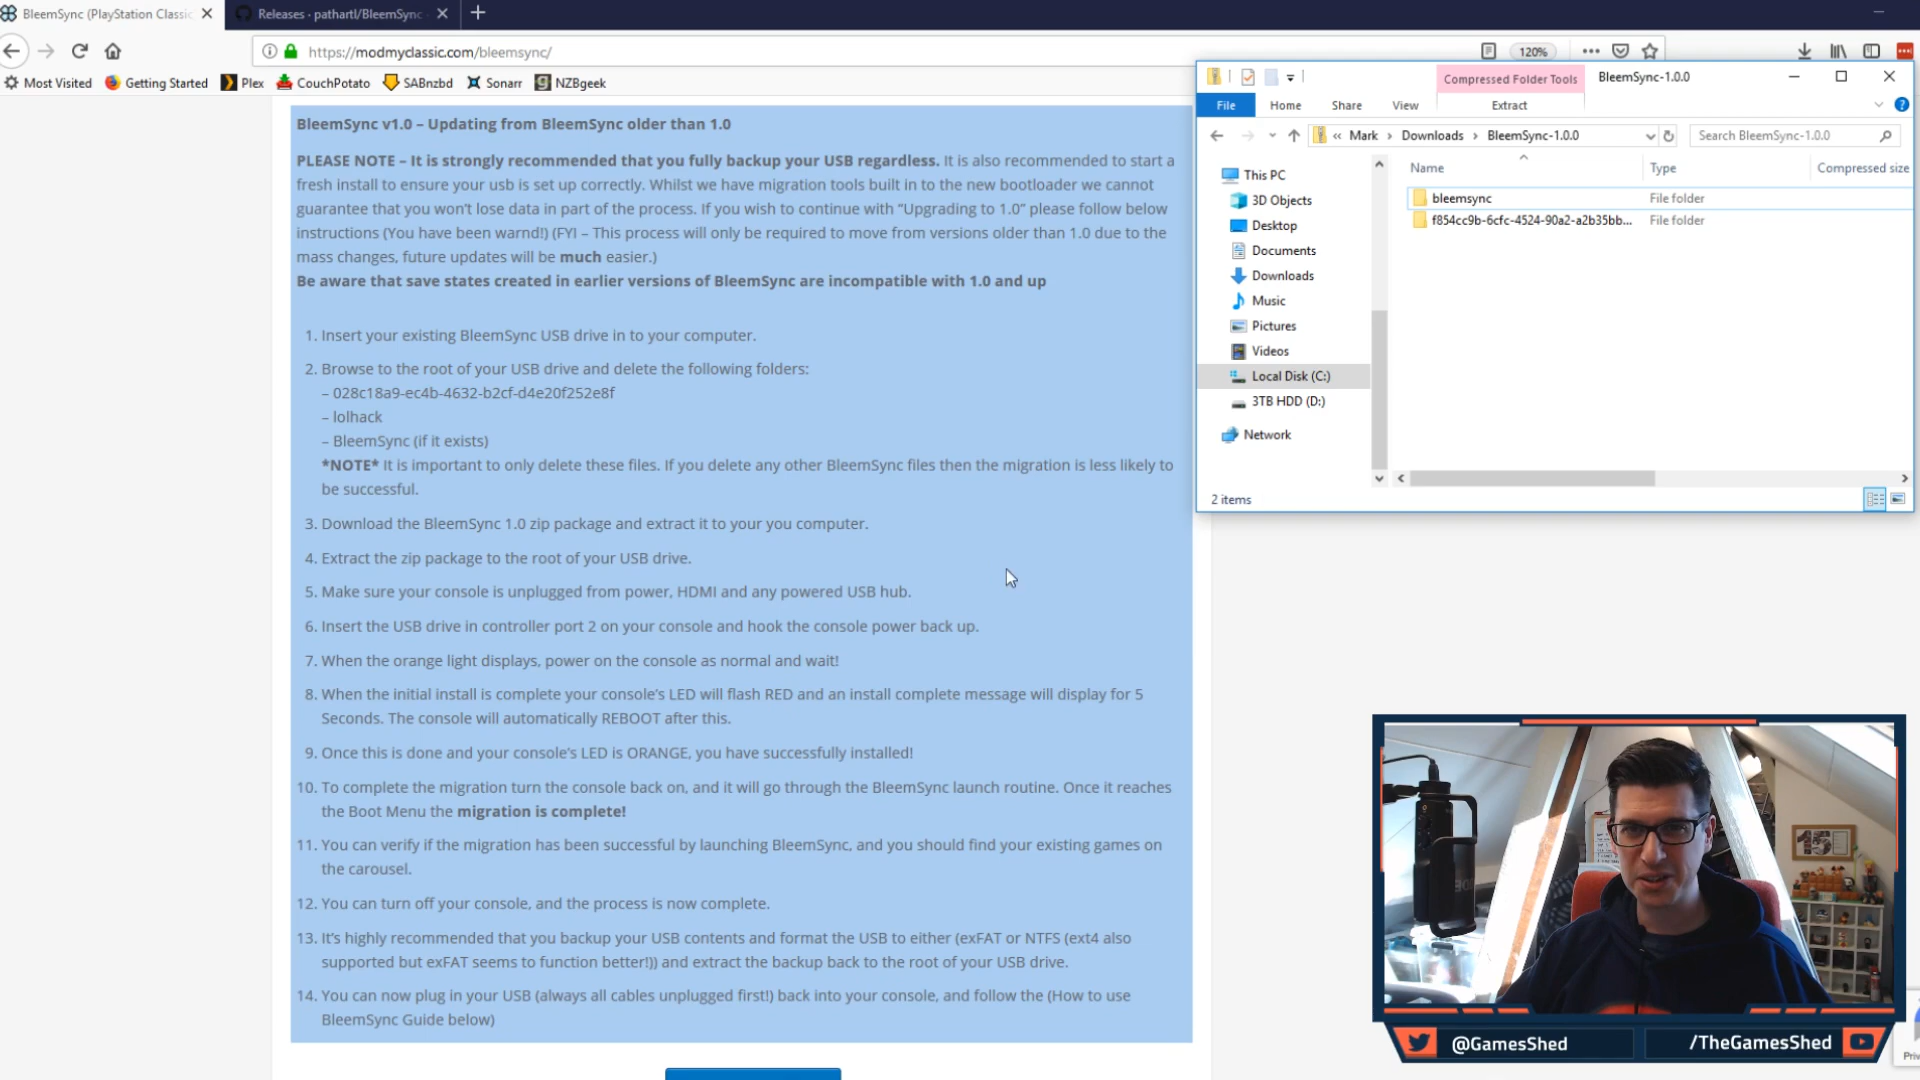 BleemSync (PlayStation Classic
Releases · pathartl/BleemSync
https://modmyclassic.com/bleemsync/
120%
Most Visited
Getting Started
Plex
CouchPotato
SABnzbd
Sonarr
NZBgeek
BleemSync v1.0 – Updating from BleemSync older than 1.0
PLEASE NOTE – It is strongly recommended that you fully backup your USB regardless. It is also recommended to start a
fresh install to ensure your usb is set up correctly. Whilst we have migration tools built in to the new bootloader we cannot
guarantee that you won't lose data in part of the process. If you wish to continue with "Upgrading to 1.0" please follow below
instructions (You have been warnd!) (FYI – This process will only be required to move from versions older than 1.0 due to the
mass changes, future updates will be much easier.)
Be aware that save states created in earlier versions of BleemSync are incompatible with 1.0 and up
1. Insert your existing BleemSync USB drive in to your computer.
2. Browse to the root of your USB drive and delete the following folders:
– 028c18a9-ec4b-4632-b2cf-d4e20f252e8f
– lolhack
– BleemSync (if it exists)
*NOTE* It is important to only delete these files. If you delete any other BleemSync files then the migration is less likely to
be successful.
3. Download the BleemSync 1.0 zip package and extract it to your you computer.
4. Extract the zip package to the root of your USB drive.
5. Make sure your console is unplugged from power, HDMI and any powered USB hub.
6. Insert the USB drive in controller port 2 on your console and hook the console power back up.
7. When the orange light displays, power on the console as normal and wait!
8. When the initial install is complete your console's LED will flash RED and an install complete message will display for 5
Seconds. The console will automatically REBOOT after this.
9. Once this is done and your console's LED is ORANGE, you have successfully installed!
10. To complete the migration turn the console back on, and it will go through the BleemSync launch routine. Once it reaches
the Boot Menu the migration is complete!
11. You can verify if the migration has been successful by launching BleemSync, and you should find your existing games on
the carousel.
12. You can turn off your console, and the process is now complete.
13. It's highly recommended that you backup your USB contents and format the USB to either (exFAT or NTFS (ext4 also
supported but exFAT seems to function better!)) and extract the backup back to the root of your USB drive.
14. You can now plug in your USB (always all cables unplugged first!) back into your console, and follow the (How to use
BleemSync Guide below)
Compressed Folder Tools
BleemSync-1.0.0
File
Home
Share
View
Extract
« Mark > Downloads > BleemSync-1.0.0
Search BleemSync-1.0.0
This PC
3D Objects
Desktop
Documents
Downloads
Music
Pictures
Videos
Local Disk (C:)
3TB HDD (D:)
Network
Name
Type
Compressed size
bleemsync
File folder
f854cc9b-6cfc-4524-90a2-a2b35bb...
File folder
2 items
@GamesShed
/TheGamesShed